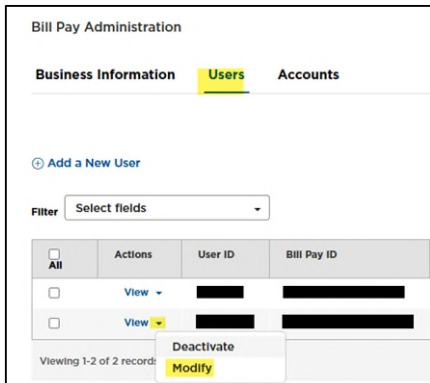 Bill Pay Administration
Business Information Users Accounts
Add a New User
Filter Select fields
All Actions User ID Bill Pay ID
View
View
Deactivate
Viewing 1-2 of 2 records
Modify